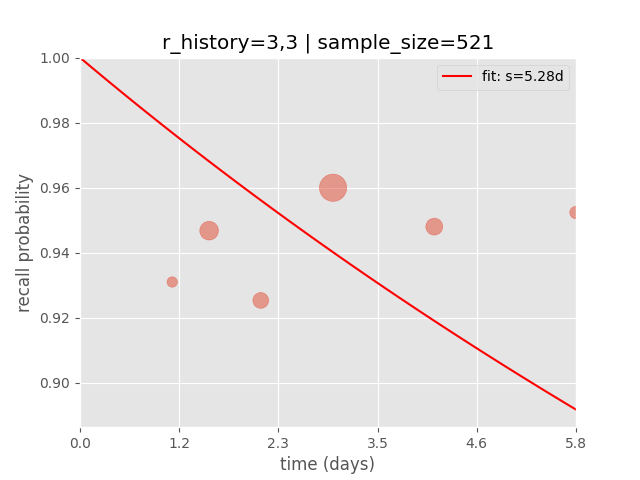 r_history=3,3 | sample_size=521
fit: s=5.28d
1.00
0.98
0.96
0.94
0.92
0.90
recall probability
0.0 1.2 2.3 3.5 4.6 5.8
time (days)